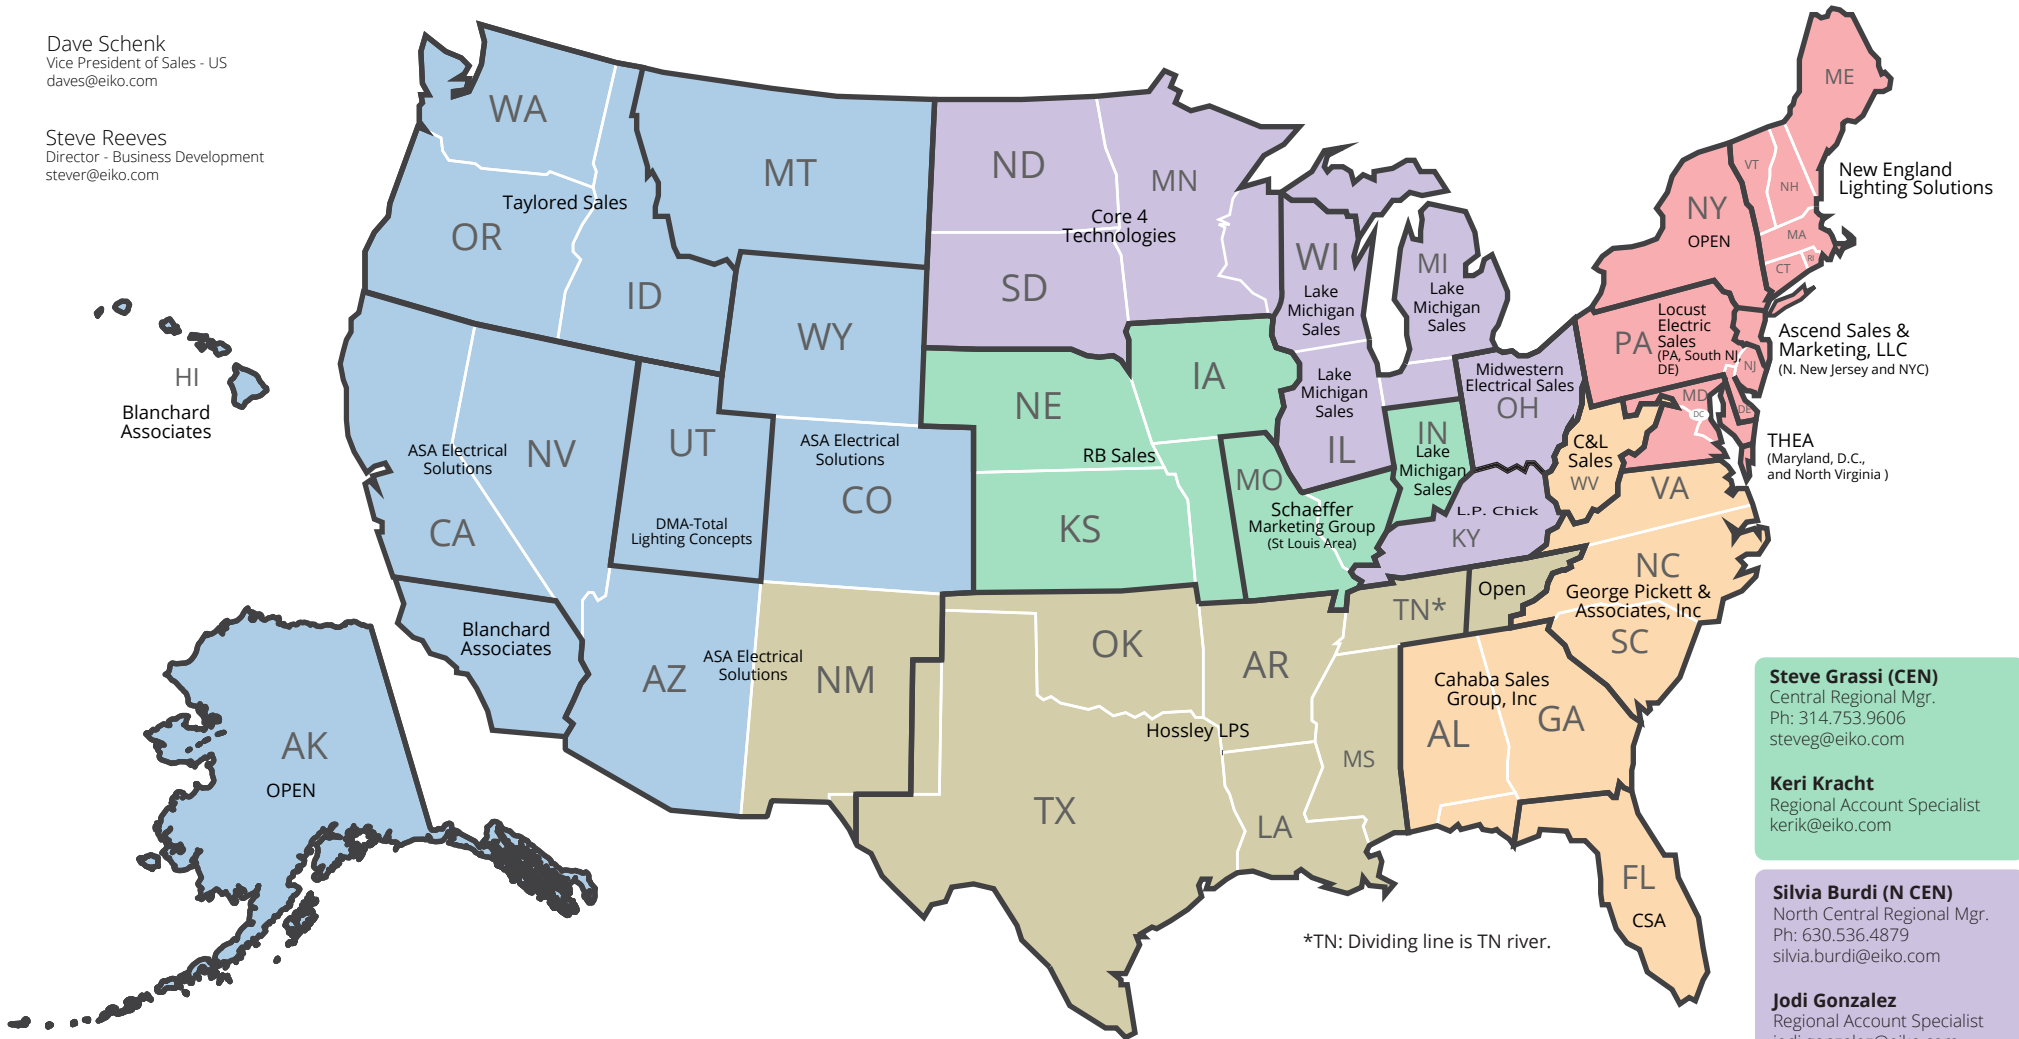 Dave Schenk
Vice President of Sales - US
daves@eiko.com
Steve Reeves
Director - Business Development
stever@eiko.com
WA
OR
Taylored Sales
ID
MT
WY
ND
SD
MN
Core 4
Technologies
WI
Lake
Michigan
Sales
MI
Lake
Michigan
Sales
ME
VT
NH
NY
OPEN
MA
CT
RI
New England
Lighting Solutions
PA
Locust
Electric
Sales
(PA, South NJ,
DE)
NJ
Ascend Sales &
Marketing, LLC
(N. New Jersey and NYC)
MD
DC
DE
THEA
(Maryland, D.C.,
and North Virginia )
HI
Blanchard
Associates
ASA Electrical
Solutions
NV
CA
UT
DMA-Total
Lighting Concepts
ASA Electrical
Solutions
CO
NE
IA
RB Sales
KS
MO
Schaeffer
Marketing Group
(St Louis Area)
Lake
Michigan
Sales
IL
IN
Lake
Michigan
Sales
Midwestern
Electrical Sales
OH
L.P. Chick
KY
C&L
Sales
WV
VA
NC
George Pickett &
Associates, Inc
SC
TN*
Open
Blanchard
Associates
AZ
ASA Electrical
Solutions
NM
OK
AR
Hossley LPS
TX
LA
MS
Cahaba Sales
Group, Inc
AL
GA
FL
CSA
AK
OPEN
*TN: Dividing line is TN river.
Steve Grassi (CEN)
Central Regional Mgr.
Ph: 314.753.9606
steveg@eiko.com
Keri Kracht
Regional Account Specialist
kerik@eiko.com
Silvia Burdi (N CEN)
North Central Regional Mgr.
Ph: 630.536.4879
silvia.burdi@eiko.com
Jodi Gonzalez
Regional Account Specialist